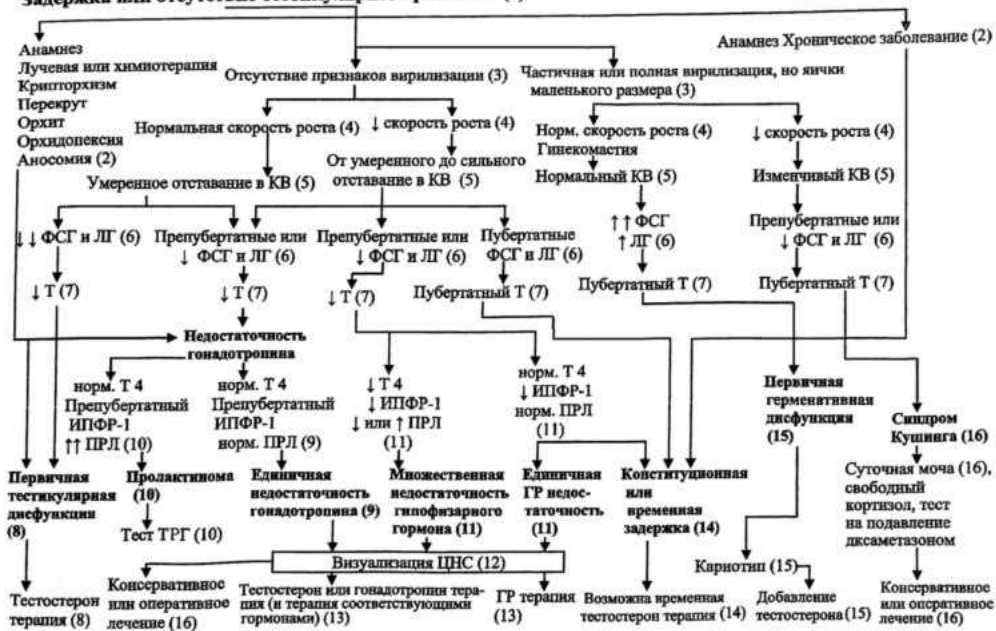 Анамнез
Лучевая или химиотерапия
Крипторхизм
Перекрут
Орхит
Орхидопексия
Аносомия (2)
Отсутствие признаков вирилизации (3)
Частичная или полная вирилизация, но яички
маленького размера (3)
Анамнез Хроническое заболевание (2)
Нормальная скорость роста (4)
↓ скорость роста (4)
Норм. скорость роста (4)
Гинекомастия
↓ скорость роста (4)
Умеренное отставание в КВ (5)
От умеренного до сильного
отставание в КВ (5)
Нормальный КВ (5)
Изменчивый КВ (5)
↓ ↓ ФСГ и ЛГ (6)
Препубертатные или
↓ ФСГ и ЛГ (6)
Препубертатные или
↓ ФСГ и ЛГ (6)
Пубертатные
ФСГ и ЛГ (6)
↑ ↑ ФСГ
↑ ЛГ (6)
Препубертатные или
↓ ФСГ и ЛГ (6)
↓ Т (7)
↓ Т (7)
↓ Т (7)
Пубертатный Т (7)
Пубертатный Т (7)
Пубертатный Т (7)
Недостаточность
гонадотропина
норм. Т 4
Препубертатный
ИПФР-1
↑↑ ПРЛ (10)
норм. Т 4
Препубертатный
ИПФР-1
норм. ПРЛ (9)
↓ Т 4
↓ ИПФР-1
↓ или ↑ ПРЛ
(11)
норм. Т 4
↓ ИПФР-1
норм. ПРЛ
(11)
Первичная
герменативная
дисфункция
(15)
Синдром
Кушинга (16)
Первичная
тестикулярная
дисфункция
(8)
Пролактинома
(10)
Единичная
недостаточность
гонадотропина (9)
Множественная
недостаточность
гипофизарного
гормона (11)
Единичная
ГР недос-
таточность
(11)
Конституционная
или
временная
задержка (14)
Суточная моча (16),
свободный
кортизол, тест
на подавление
дксаметазоном
Тест ТРГ (10)
Визуализация ЦНС (12)
Кариотип (15)
Тестостерон
терапия (8)
Консервативное
или оперативное
лечение (16)
Тестостерон или гонадотропин тера-
пия (и терапия соответствующими
гормонами) (13)
ГР терапия
(13)
Возможна временная
тестостерон терапия (14)
Добавление
тестостерона (15)
Консервативное
или оперативное
лечение (16)